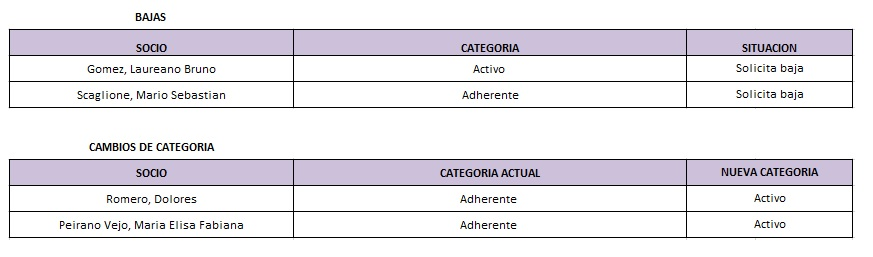 BAJAS
SOCIO CATEGORIA SITUACION
Gomez, Laureano Bruno Activo Solicita baja
Scaglione, Mario Sebastian Adherente Solicita baja
CAMBIOS DE CATEGORIA
SOCIO CATEGORIA ACTUAL NUEVA CATEGORIA
Romero, Dolores Adherente Activo
Peirano Vejo, Maria Elisa Fabiana Adherente Activo